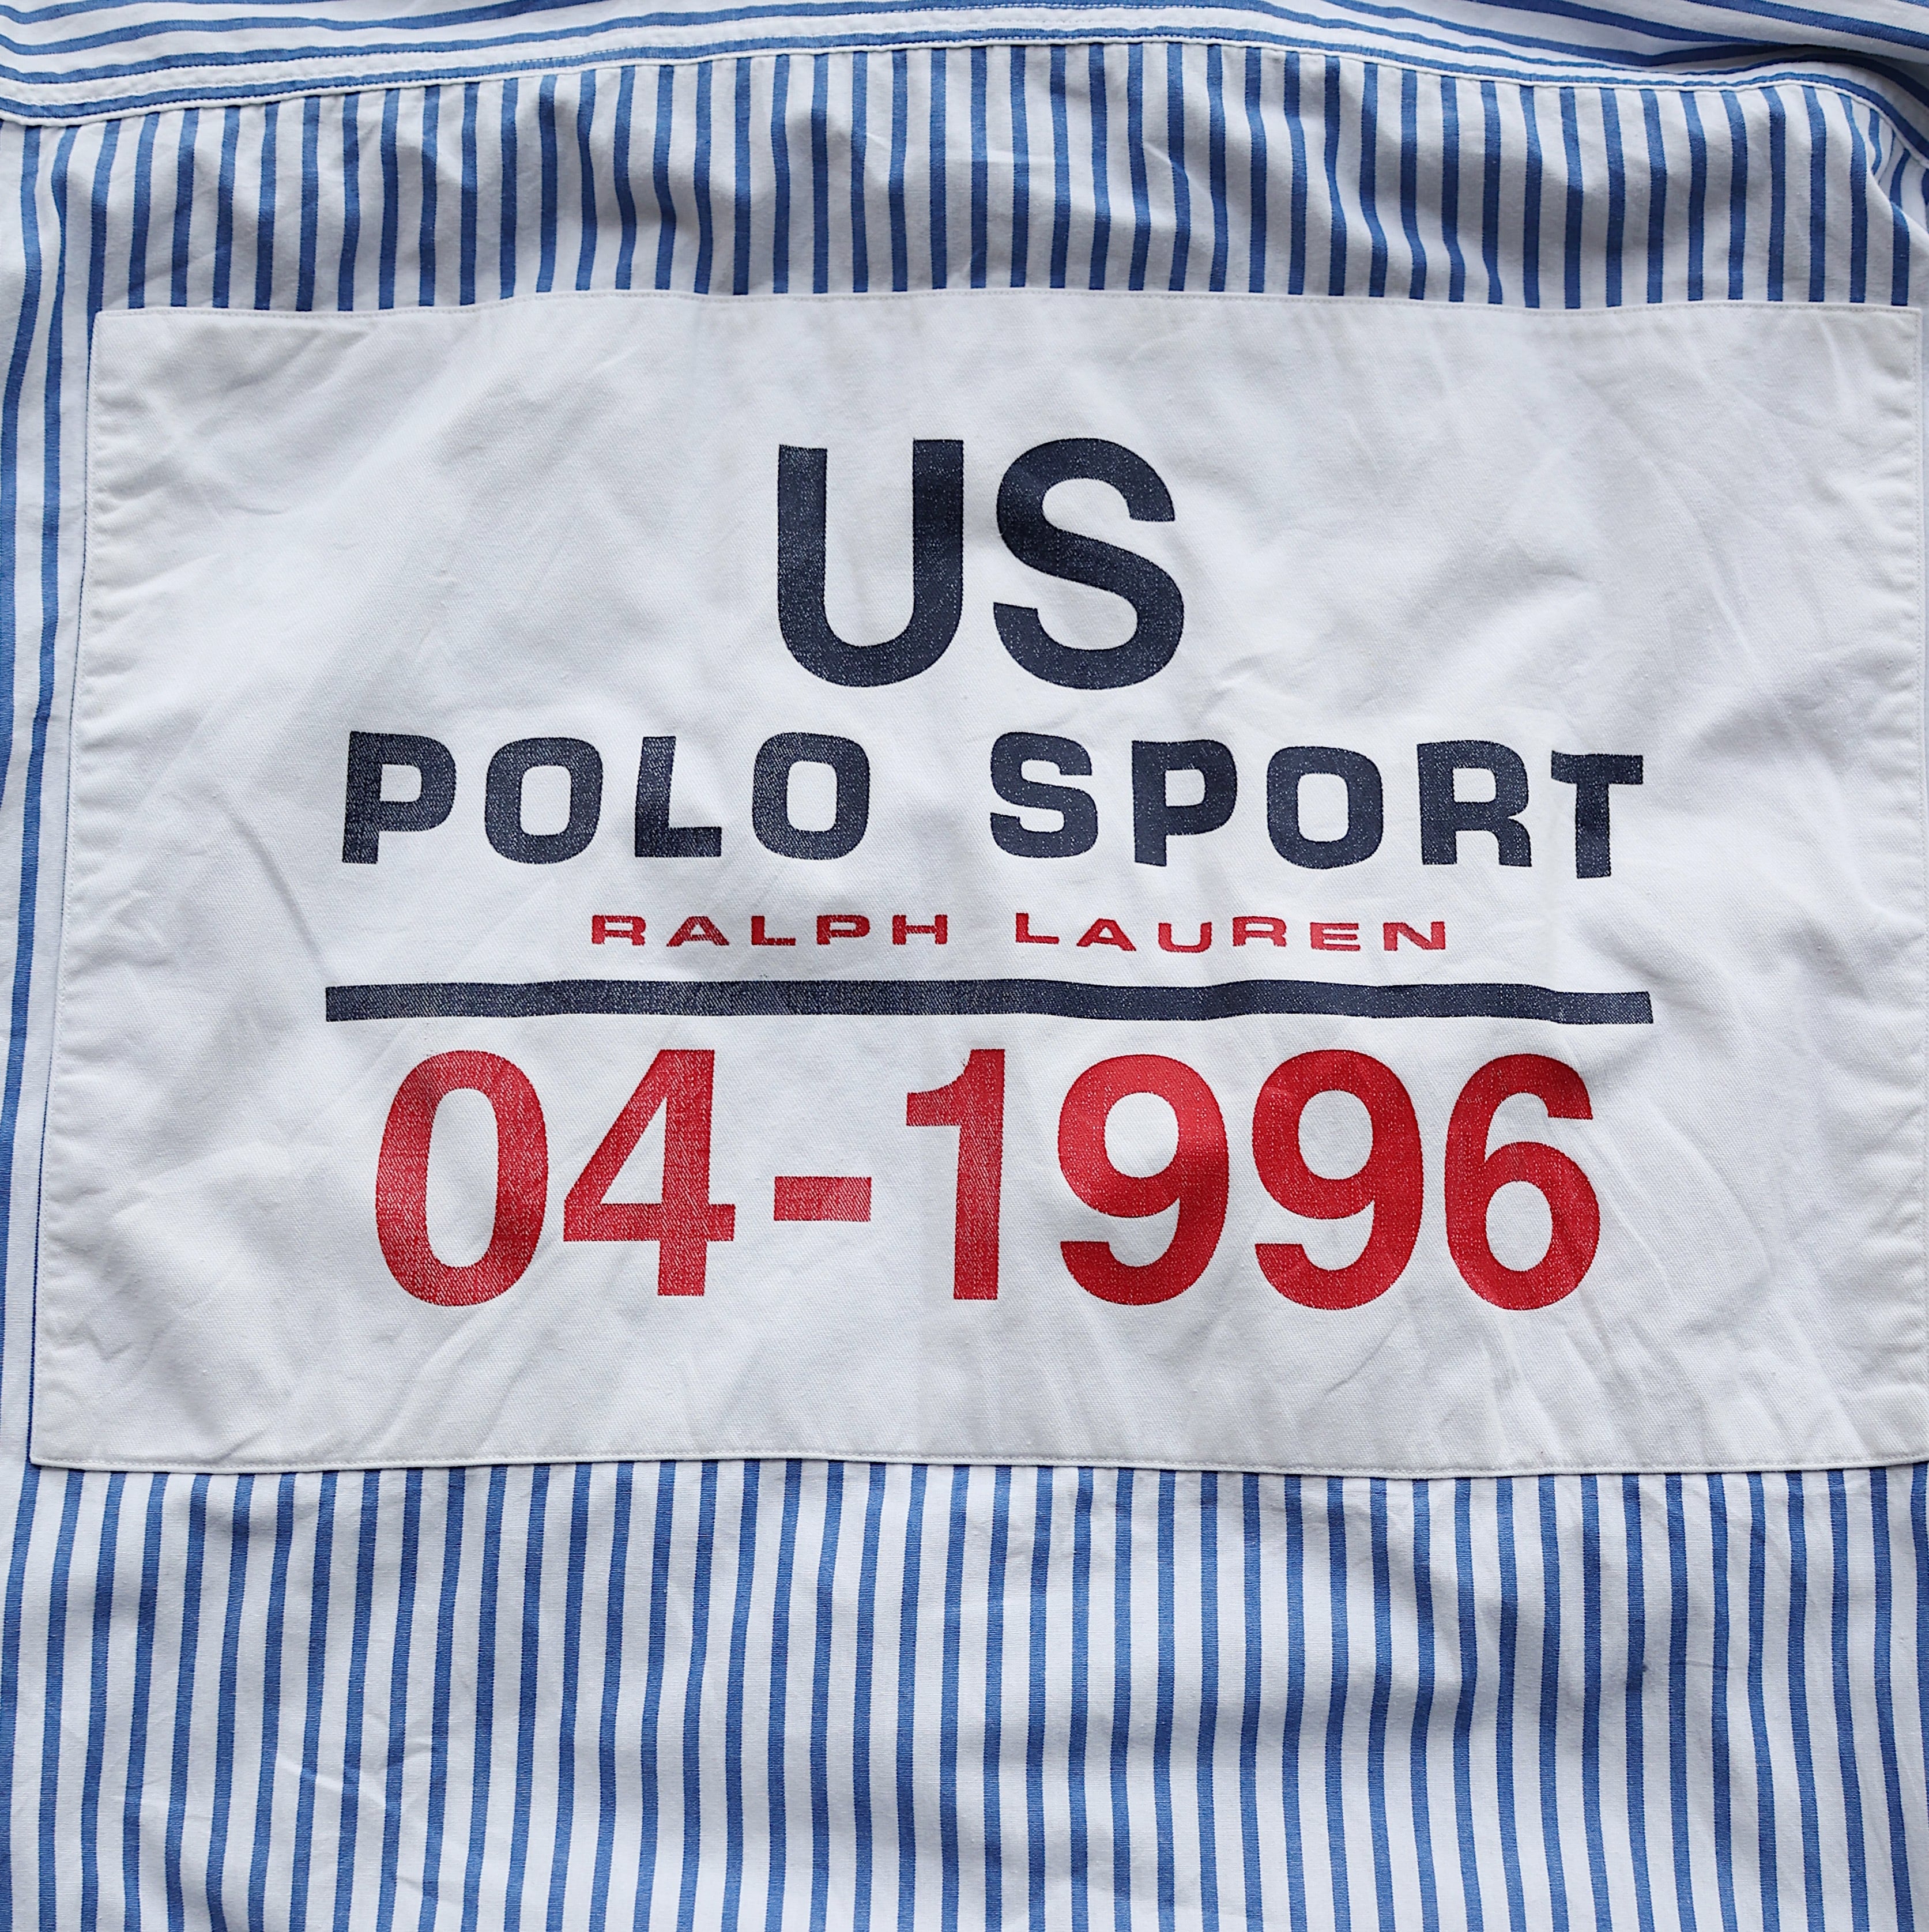 US
POLO SPORT
RALPH LAUREN
04-1996